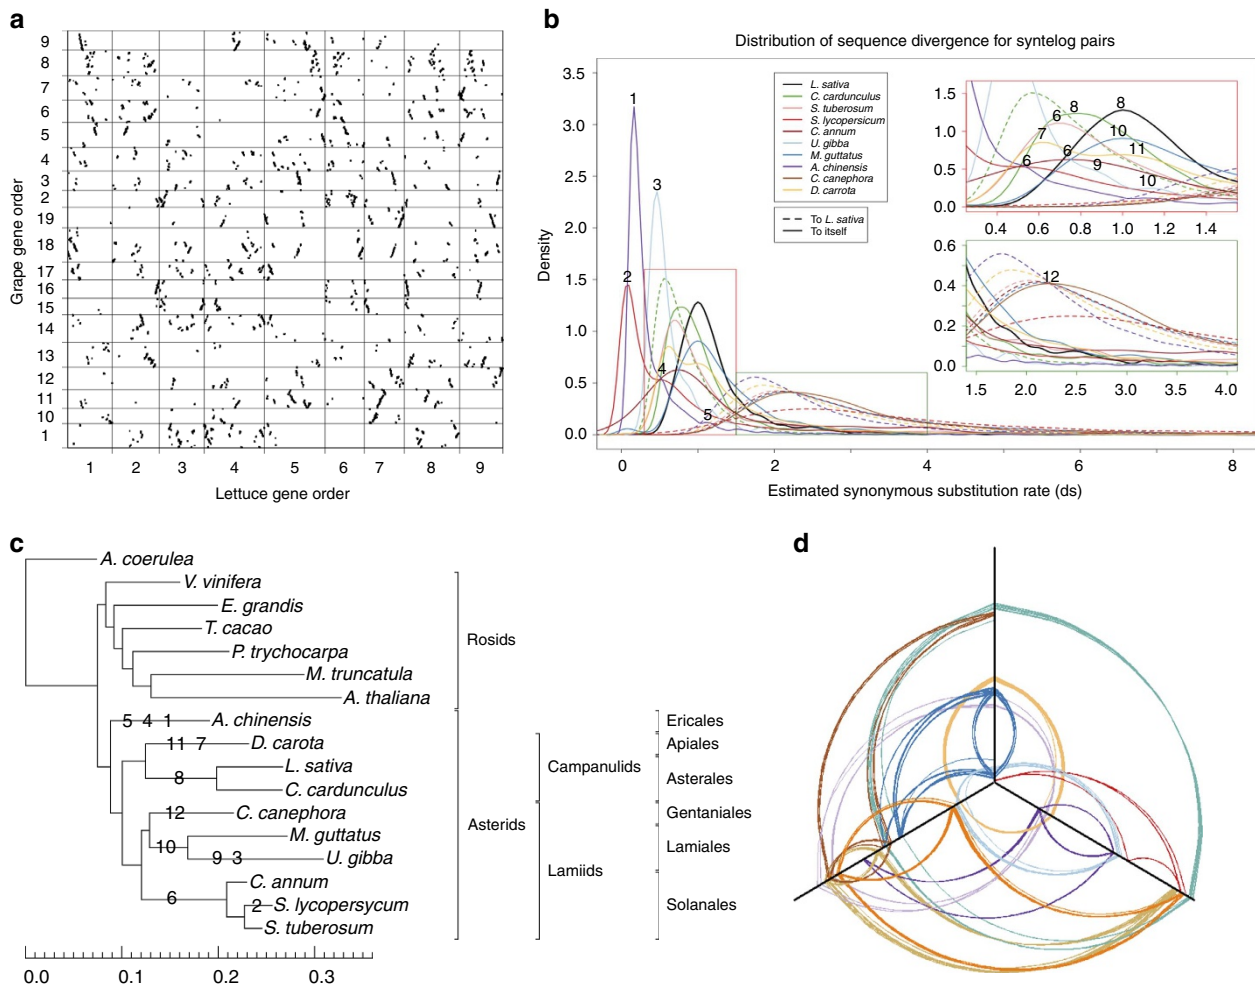 a
9
8
7
6
5
4
3
2
19
18
17
16
15
14
13
12
11
10
1
Grape gene order
1 2 3 4 5 6 7 8 9
Lettuce gene order
b
Distribution of sequence divergence for syntelog pairs
3.5
3.0
2.5
2.0
1.5
1.0
0.5
0.0
Density
0 2 4 6 8
Estimated synonymous substitution rate (ds)
1
2
3
4
5
L. sativa
C. cardunculus
S. tuberosum
S. lycopersicum
C. annum
U. gibba
M. guttatus
A. chinensis
C. canephora
D. carrota
To L. sativa
To itself
1.5
1.0
0.5
0.0
8
8
6
7
10
6
11
6
9
10
0.4 0.6 0.8 1.0 1.2 1.4
0.6
0.4
0.2
0.0
12
1.5 2.0 2.5 3.0 3.5 4.0
c
A. coerulea
V. vinifera
E. grandis
T. cacao
P. trychocarpa
M. truncatula
A. thaliana
5 4 1 A. chinensis
11 7 D. carota
L. sativa
8
C. cardunculus
12 C. canephora
M. guttatus
10
9 3 U. gibba
C. annum
6
2 S. lycopersycum
S. tuberosum
0.0 0.1 0.2 0.3
Rosids
Asterids
Campanulids
Lamiids
Ericales
Apiales
Asterales
Gentaniales
Lamiales
Solanales
d